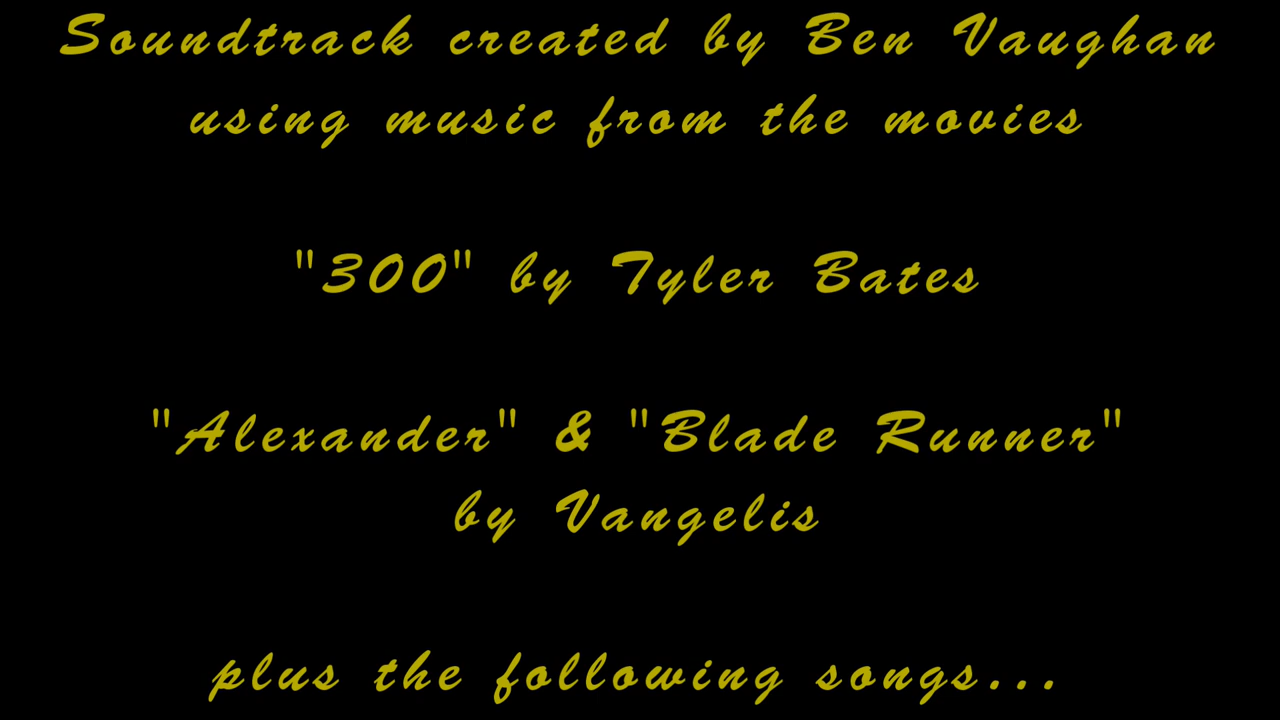 Soundtrack created by Ben Vaughan
using music from the movies
"300" by Tyler Bates
"Alexander" & "Blade Runner"
by Vangelis
plus the following songs...